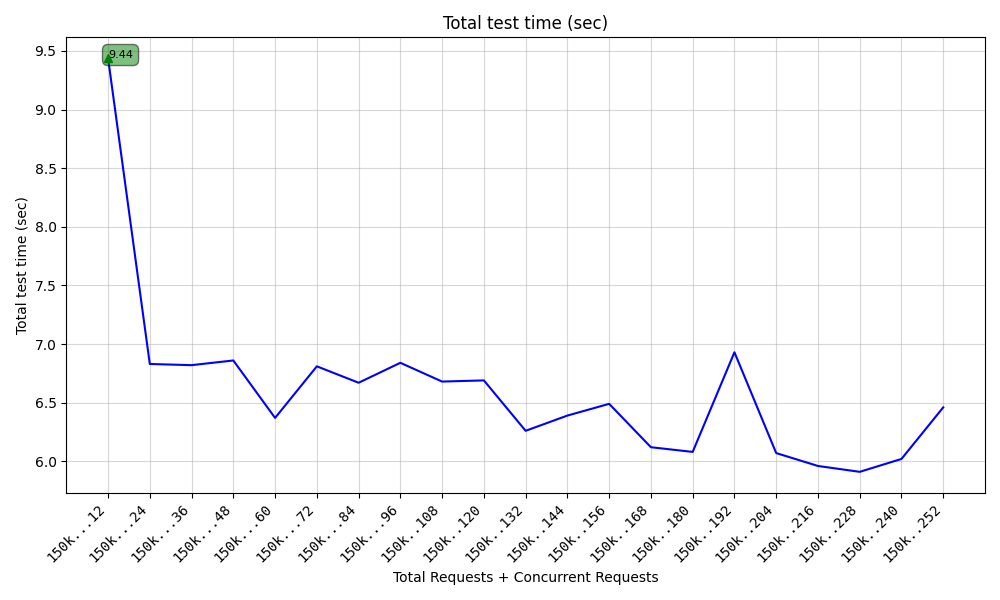 Total test time (sec)
9.44
9.5
9.0
8.5
8.0
7.5
7.0
6.5
6.0
Total test time (sec)
150k...12
150k...24
150k...36
150k...48
150k...60
150k...72
150k...84
150k...96
150k..108
150k..120
150k..132
150k..144
150k..156
150k..168
150k..180
150k..192
150k..204
150k..216
150k..228
150k..240
150k..252
Total Requests + Concurrent Requests